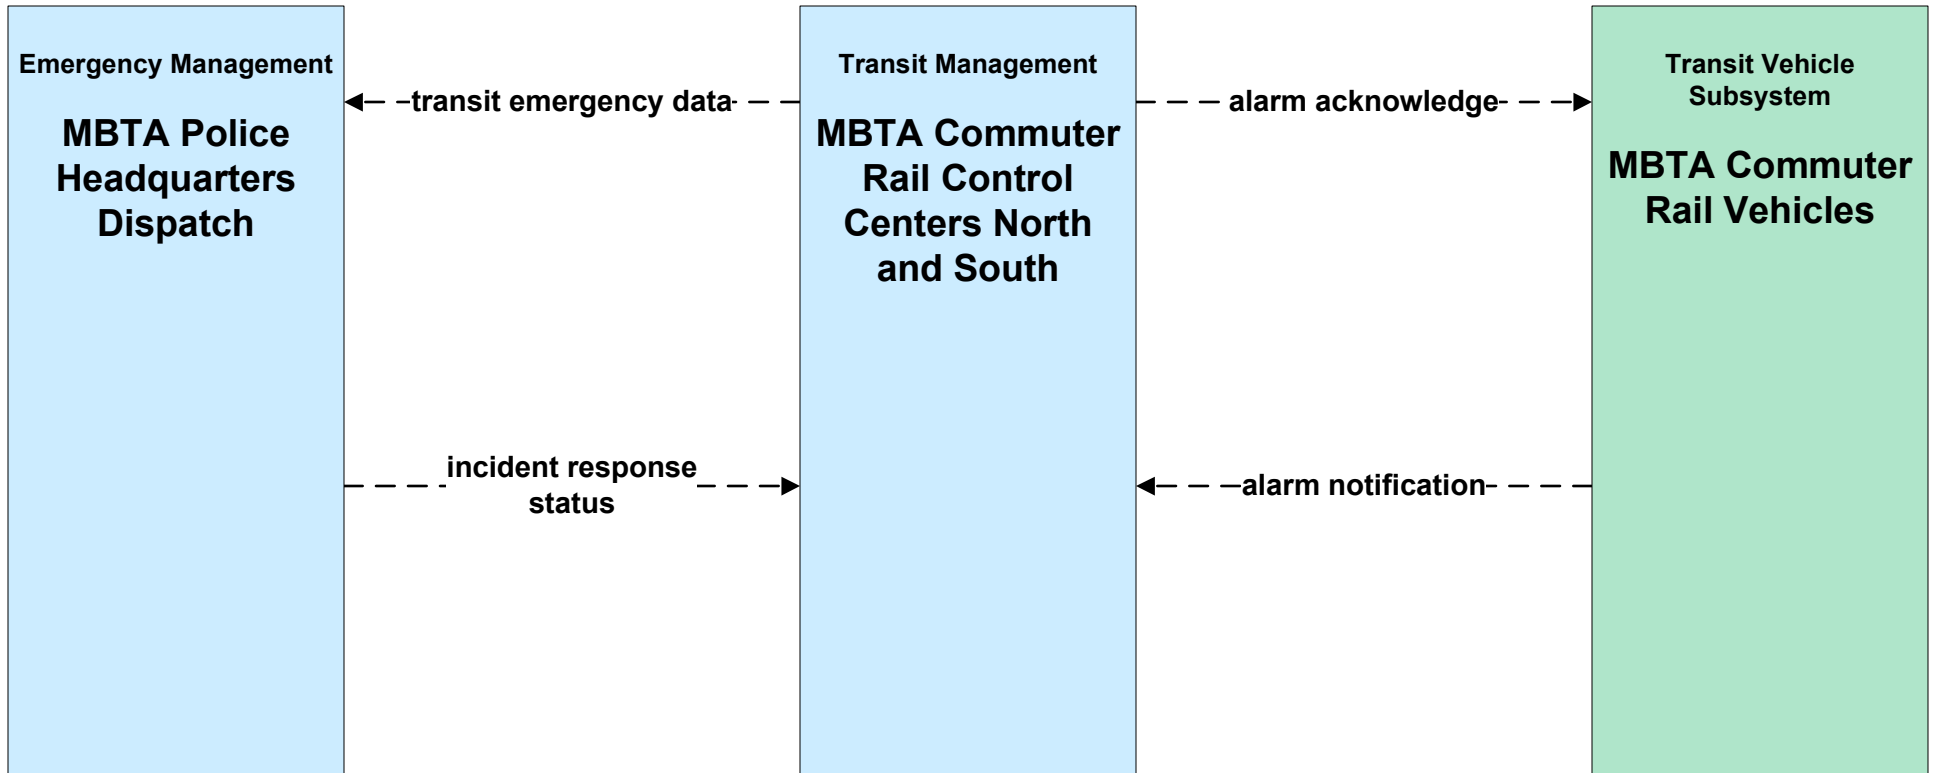 Emergency Management
MBTA Police
Headquarters
Dispatch
transit emergency data
incident response
status
Transit Management
MBTA Commuter
Rail Control
Centers North
and South
alarm acknowledge
alarm notification
Transit Vehicle
Subsystem
MBTA Commuter
Rail Vehicles